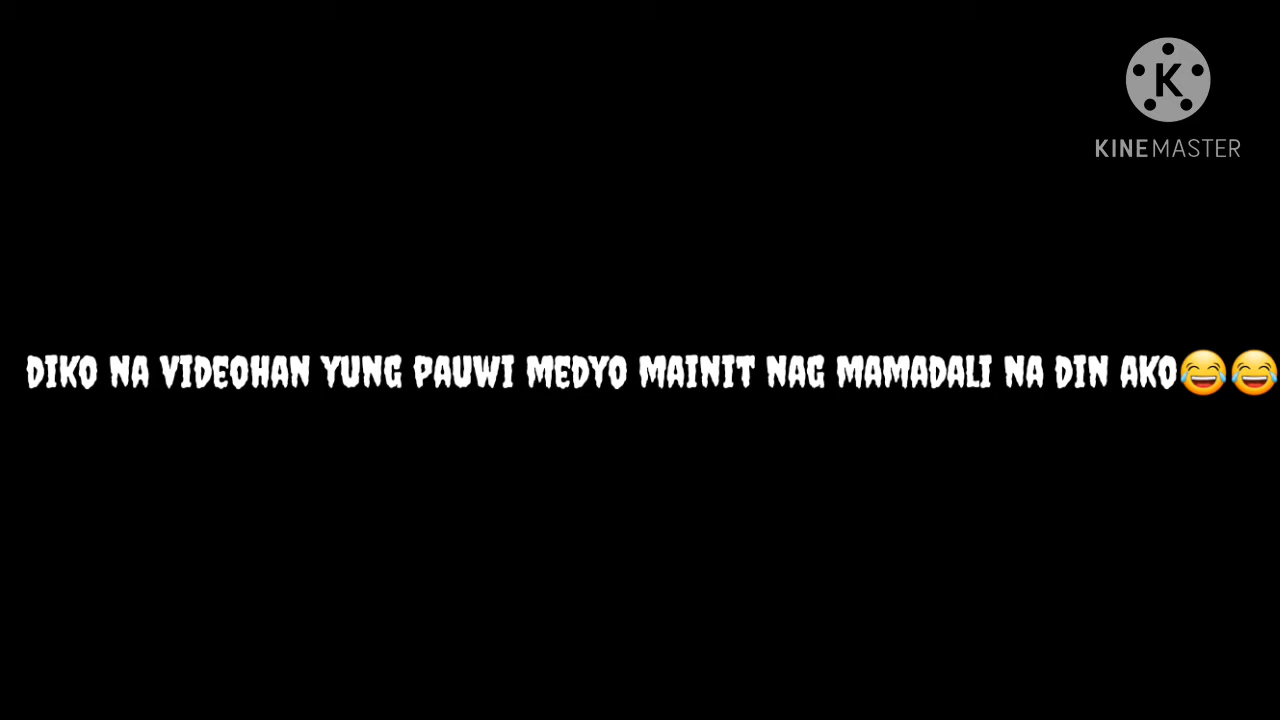 K
KINEMASTER
DIKO NA VIDEOHAN YUNG PAUWI MEDYO MAINIT NAG MAMADALI NA DIN AKO😂😂